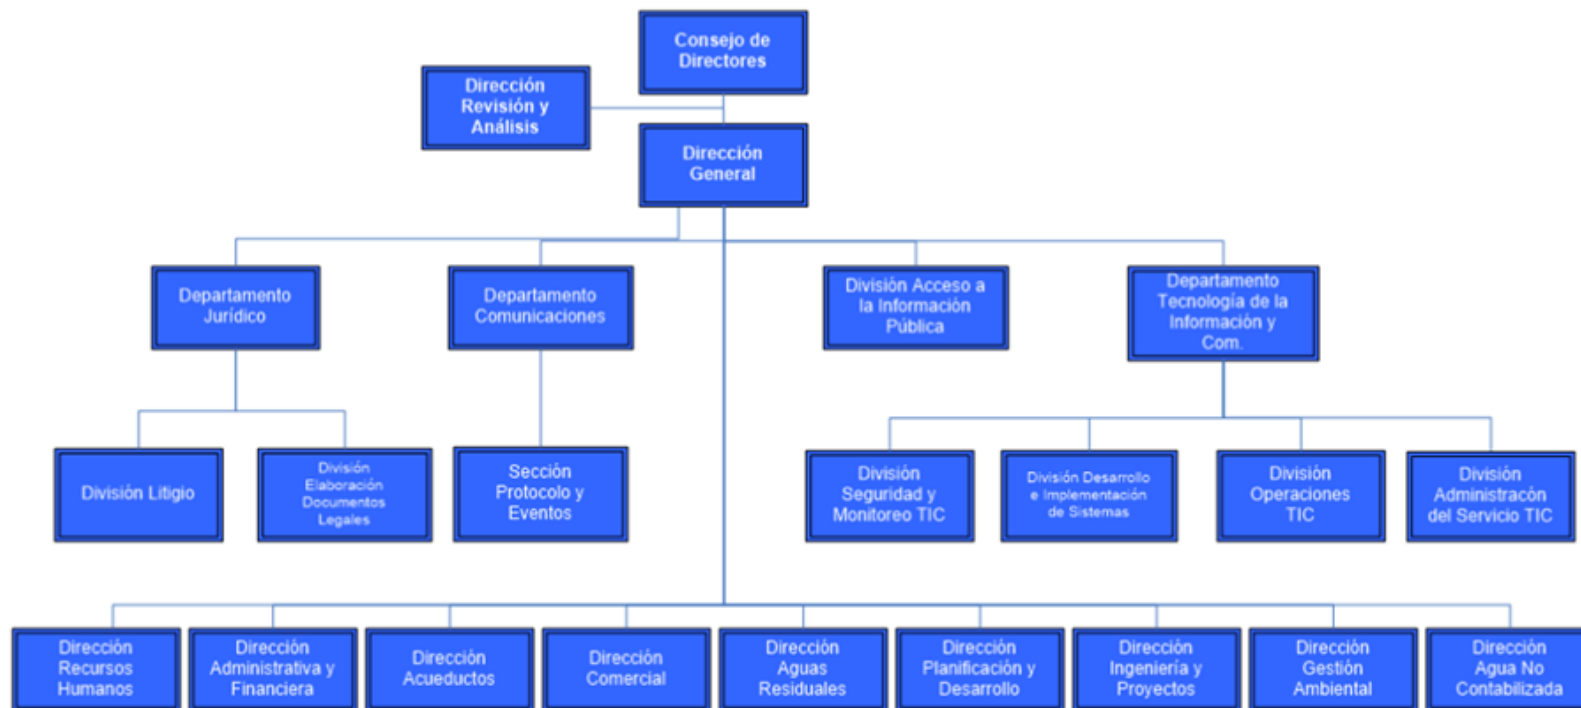 Consejo de
Directores
Dirección
Revisión y
Análisis
Dirección
General
Departamento
Jurídico
Departamento
Comunicaciones
División Acceso a
la Información
Pública
Departamento
Tecnología de la
Información y
Com.
División Litigio
División
Elaboración
Documentos
Legales
Sección
Protocolo y
Eventos
División
Seguridad y
Monitoreo TIC
División Desarrollo
e Implementación
de Sistemas
División
Operaciones
TIC
División
Administracón
del Servicio TIC
Dirección
Recursos
Humanos
Dirección
Administrativa y
Financiera
Dirección
Acueductos
Dirección
Comercial
Dirección
Aguas
Residuales
Dirección
Planificación y
Desarrollo
Dirección
Ingeniería y
Proyectos
Dirección
Gestión
Ambiental
Dirección
Agua No
Contabilizada